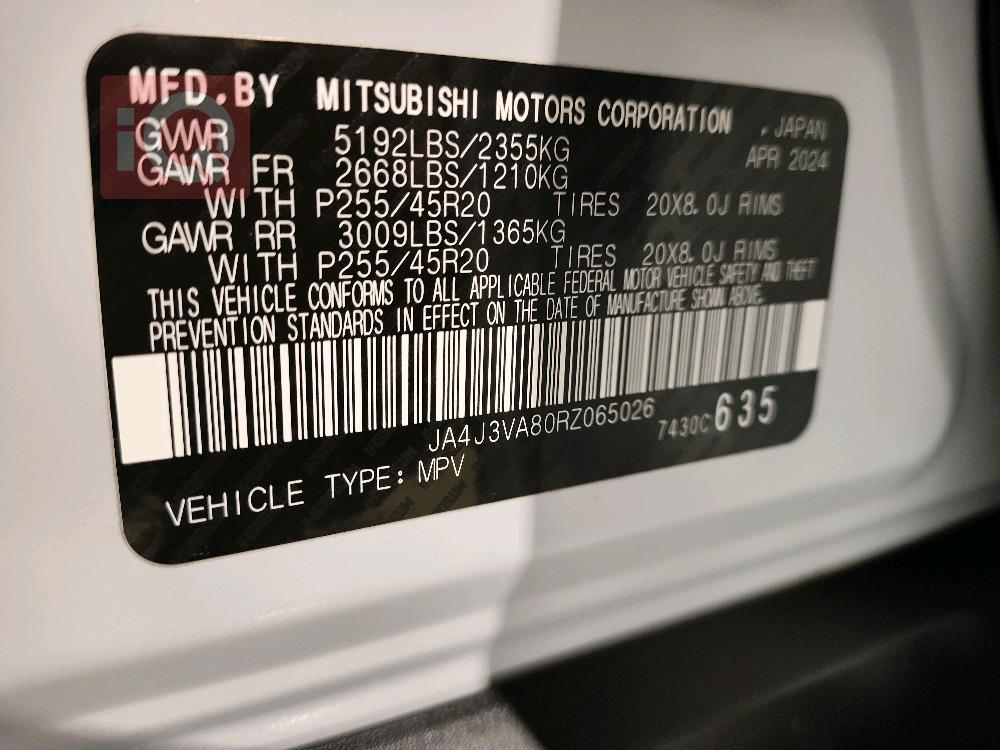 MFD.BY MITSUBISHI MOTORS CORPORATION . JAPAN
GVWR 5192LBS/2355KG APR 2024
GAWR FR 2668LBS/1210KG
WITH P255/45R20 TIRES 20X8.0J RIMS
GAWR RR 3009LBS/1365KG
WITH P255/45R20 TIRES 20X8.0J RIMS
THIS VEHICLE CONFORMS TO ALL APPLICABLE FEDERAL MOTOR VEHICLE SAFETY AND THEFT
PREVENTION STANDARDS IN EFFECT ON THE DATE OF MANUFACTURE SHOWN ABOVE.
JA4J3VA80RZ065026 7430C635
VEHICLE TYPE: MPV